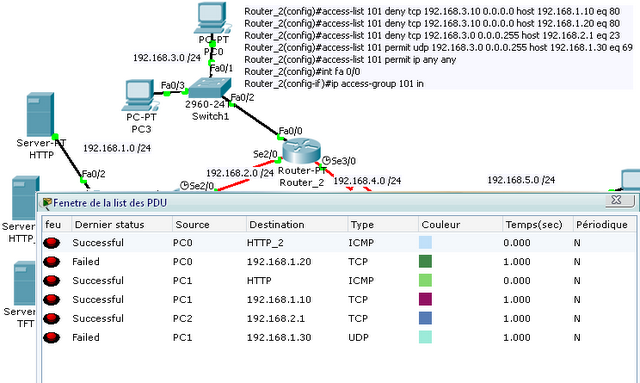 Router_2(config)#access-list 101 deny tcp 192.168.3.10 0.0.0.0 host 192.168.1.10 eq 80
Router_2(config)#access-list 101 deny tcp 192.168.3.10 0.0.0.0 host 192.168.1.20 eq 80
Router_2(config)#access-list 101 deny tcp 192.168.3.0 0.0.0.255 host 192.168.2.1 eq 23
Router_2(config)#access-list 101 permit udp 192.168.3.0 0.0.0.255 host 192.168.1.30 eq 69
Router_2(config)#access-list 101 permit ip any any
Router_2(config)#int fa 0/0
Router_2(config-if)#ip access-group 101 in
PC-PT
PC0
192.168.3.0 /24
Fa0/1
Fa0/3
2960-24T
Switch1
Fa0/2
PC-PT
PC3
Server-PT
HTTP
192.168.1.0 /24
Fa0/0
Fa0/2
Se2/0
Se3/0
Router-PT
Router_2
192.168.2.0 /24
192.168.4.0 /24
192.168.5.0 /24
Se2/0
Server
HTTP_
Server
TFT
Fenetre de la list des PDU
feu Dernier status Source Destination Type Couleur Temps(sec) Périodique
Successful PC0 HTTP_2 ICMP 0.000 N
Failed PC0 192.168.1.20 TCP 1.000 N
Successful PC1 HTTP ICMP 0.000 N
Successful PC1 192.168.1.10 TCP 1.000 N
Successful PC2 192.168.2.1 TCP 1.000 N
Failed PC1 192.168.1.30 UDP 1.000 N